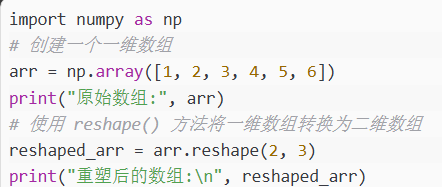 import numpy as np
# 创建一个一维数组
arr = np.array([1, 2, 3, 4, 5, 6])
print("原始数组:", arr)
# 使用 reshape() 方法将一维数组转换为二维数组
reshaped_arr = arr.reshape(2, 3)
print("重塑后的数组:\n", reshaped_arr)